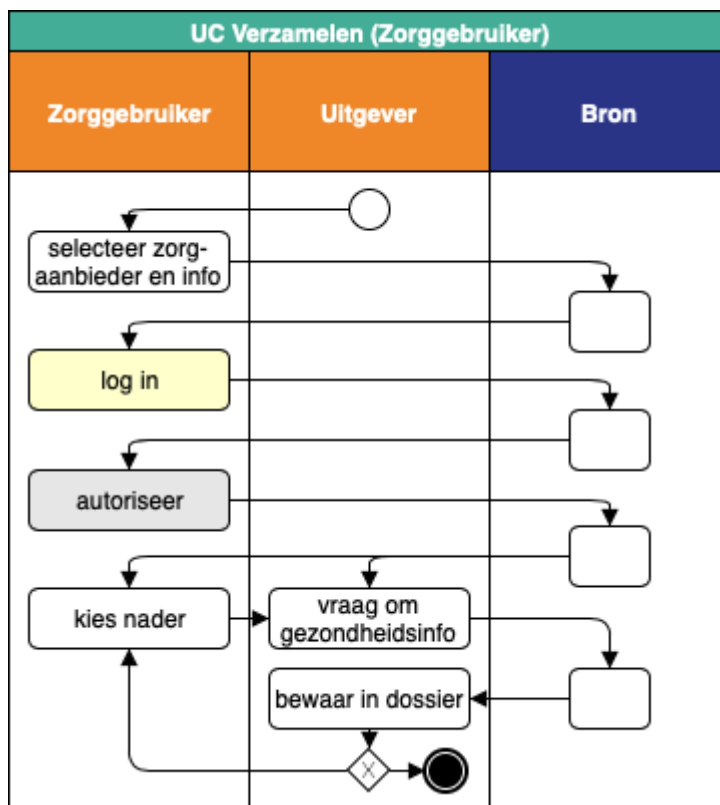 UC Verzamelen (Zorggebruiker)
Zorggebruiker
Uitgever
Bron
selecteer zorg-
aanbieder en info
log in
autoriseer
kies nader
vraag om
gezondheidsinfo
bewaar in dossier
X